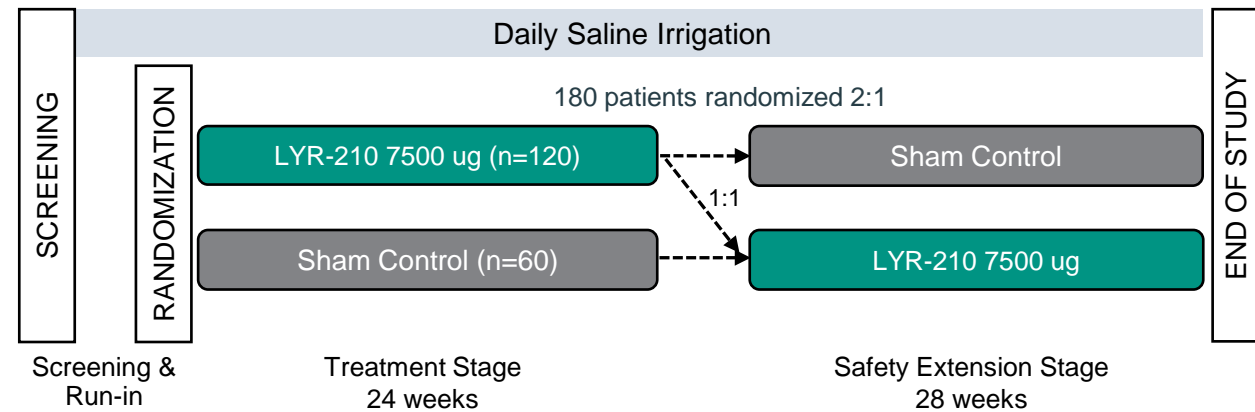 Daily Saline Irrigation
SCREENING
RANDOMIZATION
180 patients randomized 2:1
LYR-210 7500 ug (n=120)
Sham Control
1:1
Sham Control (n=60)
LYR-210 7500 ug
END OF STUDY
Screening &
Run-in
Treatment Stage
24 weeks
Safety Extension Stage
28 weeks